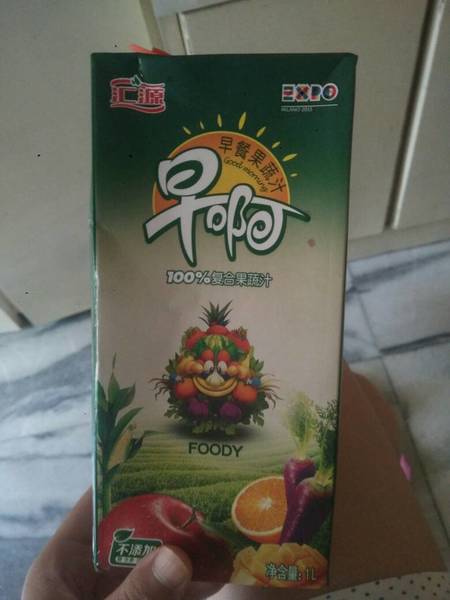 汇源
EXPO
MILANO 2015
早餐果蔬汁
Good morning
早啊
100%复合果蔬汁
FOODY
不添加
净含量:1L